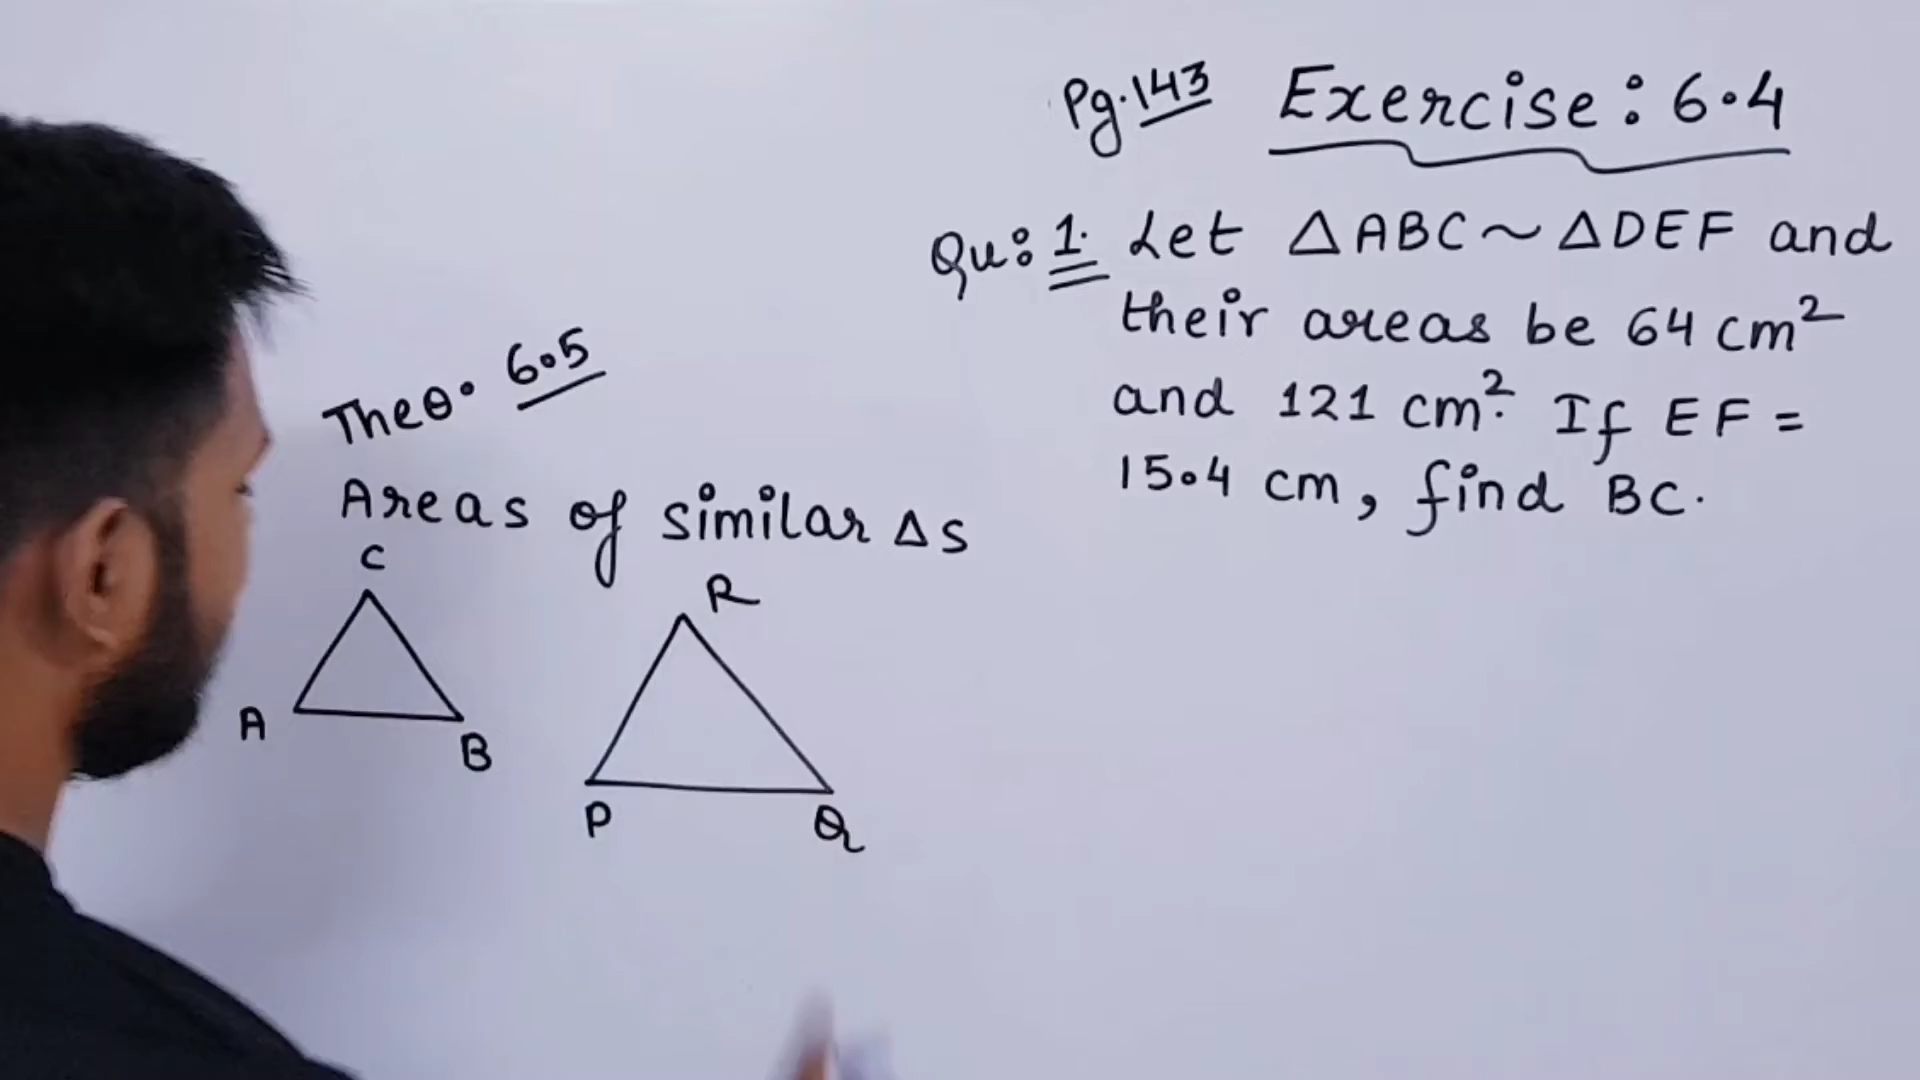 Pg.143 Exercise: 6.4
Qu: 1. Let △ABC ~ △DEF and
their areas be 64 cm²
and 121 cm². If EF =
15.4 cm, find BC.
Theo. 6.5
Areas of similar △s
C
A
B
R
P
Q